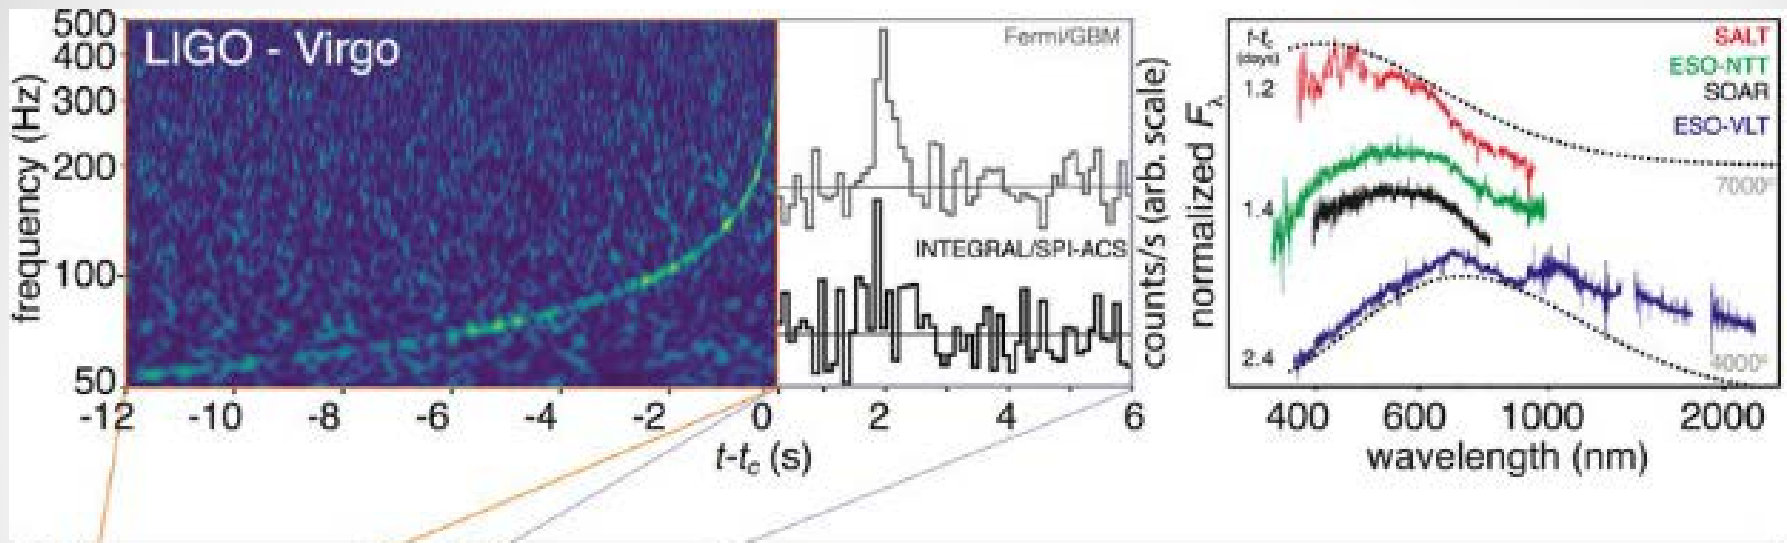 500
400
300
200
100
50
frequency (Hz)
LIGO - Virgo
-12 -10 -8 -6 -4 -2 0 2 4 6
t-tc (s)
Fermi/GBM
INTEGRAL/SPI-ACS
counts/s (arb. scale)
normalized Fλ
t-tc
(days)
1.2
1.4
2.4
SALT
ESO-NTT
SOAR
ESO-VLT
7000°
4000°
400 600 1000 2000
wavelength (nm)